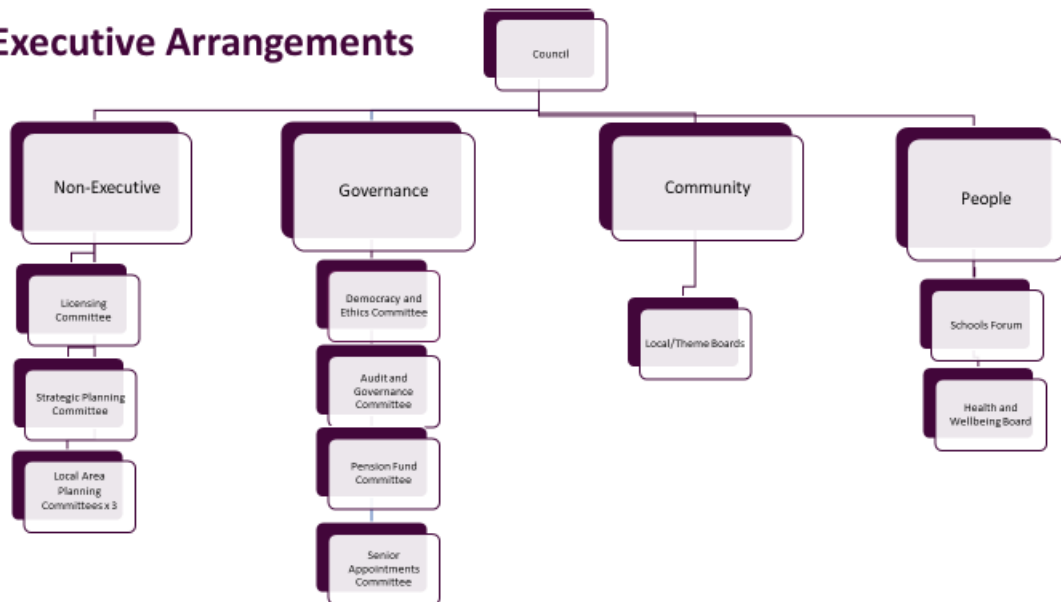 Executive Arrangements
Council
Non-Executive
Governance
Community
People
Licensing
Committee
Strategic Planning
Committee
Local Area
Planning
Committees x 3
Democracy and
Ethics Committee
Audit and
Governance
Committee
Pension Fund
Committee
Senior
Appointments
Committee
Local/Theme Boards
Schools Forum
Health and
Wellbeing Board